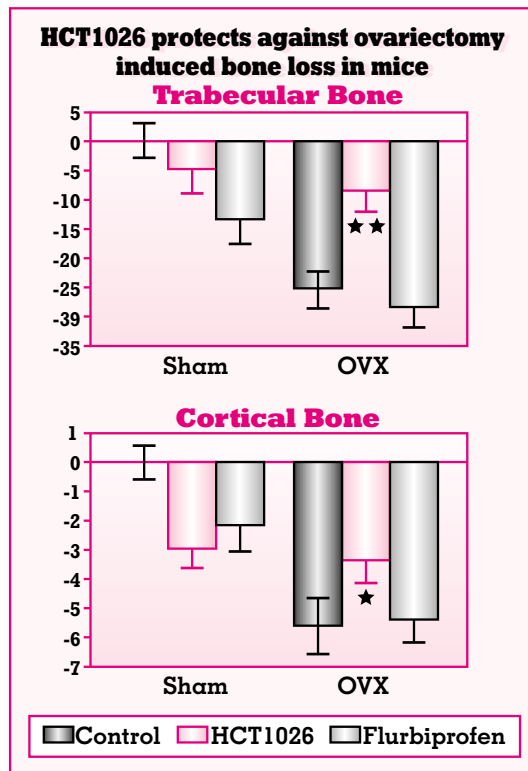 HCT1026 protects against ovariectomy
induced bone loss in mice
Trabecular Bone
5
0
-5
-10
-15
-20
-25
-39
-35
Sham OVX
Cortical Bone
1
0
-1
-2
-3
-4
-5
-6
-7
Sham OVX
Control HCT1026 Flurbiprofen